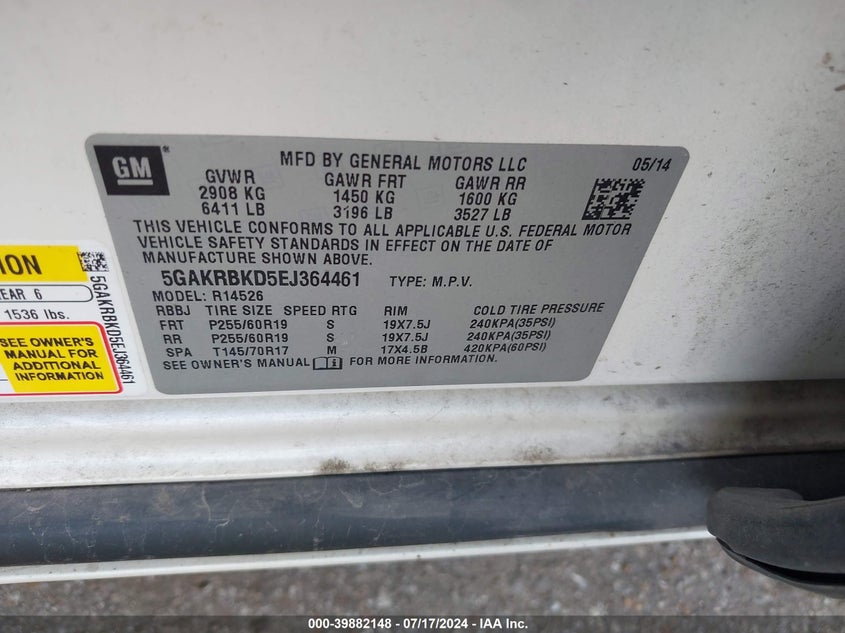 GM
MFD BY GENERAL MOTORS LLC 05/14
GVWR GAWR FRT GAWR RR
2908 KG 1450 KG 1600 KG
6411 LB 3196 LB 3527 LB
THIS VEHICLE CONFORMS TO ALL APPLICABLE U.S. FEDERAL MOTOR
VEHICLE SAFETY STANDARDS IN EFFECT ON THE DATE OF
MANUFACTURE SHOWN ABOVE.
5GAKRBKD5EJ364461 TYPE: M.P.V.
MODEL: R14526
RBBJ TIRE SIZE SPEED RTG RIM COLD TIRE PRESSURE
FRT P255/60R19 S 19X7.5J 240KPA(35PSI)
RR P255/60R19 S 19X7.5J 240KPA(35PSI)
SPA T145/70R17 M 17X4.5B 420KPA(60PSI)
SEE OWNER'S MANUAL i FOR MORE INFORMATION.
6
1536 lbs.
SEE OWNER'S
MANUAL FOR
ADDITIONAL
INFORMATION
5GAKRBKD5EJ364461
000-39882148 - 07/17/2024 - IAA Inc.